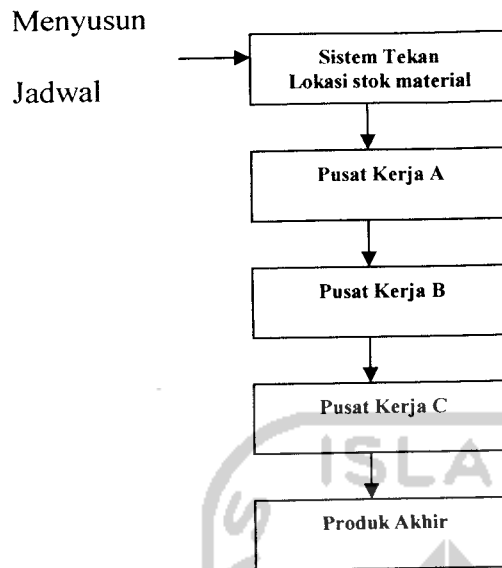 Menyusun
Jadwal
Sistem Tekan
Lokasi stok material
Pusat Kerja A
Pusat Kerja B
Pusat Kerja C
ISLA
Produk Akhir